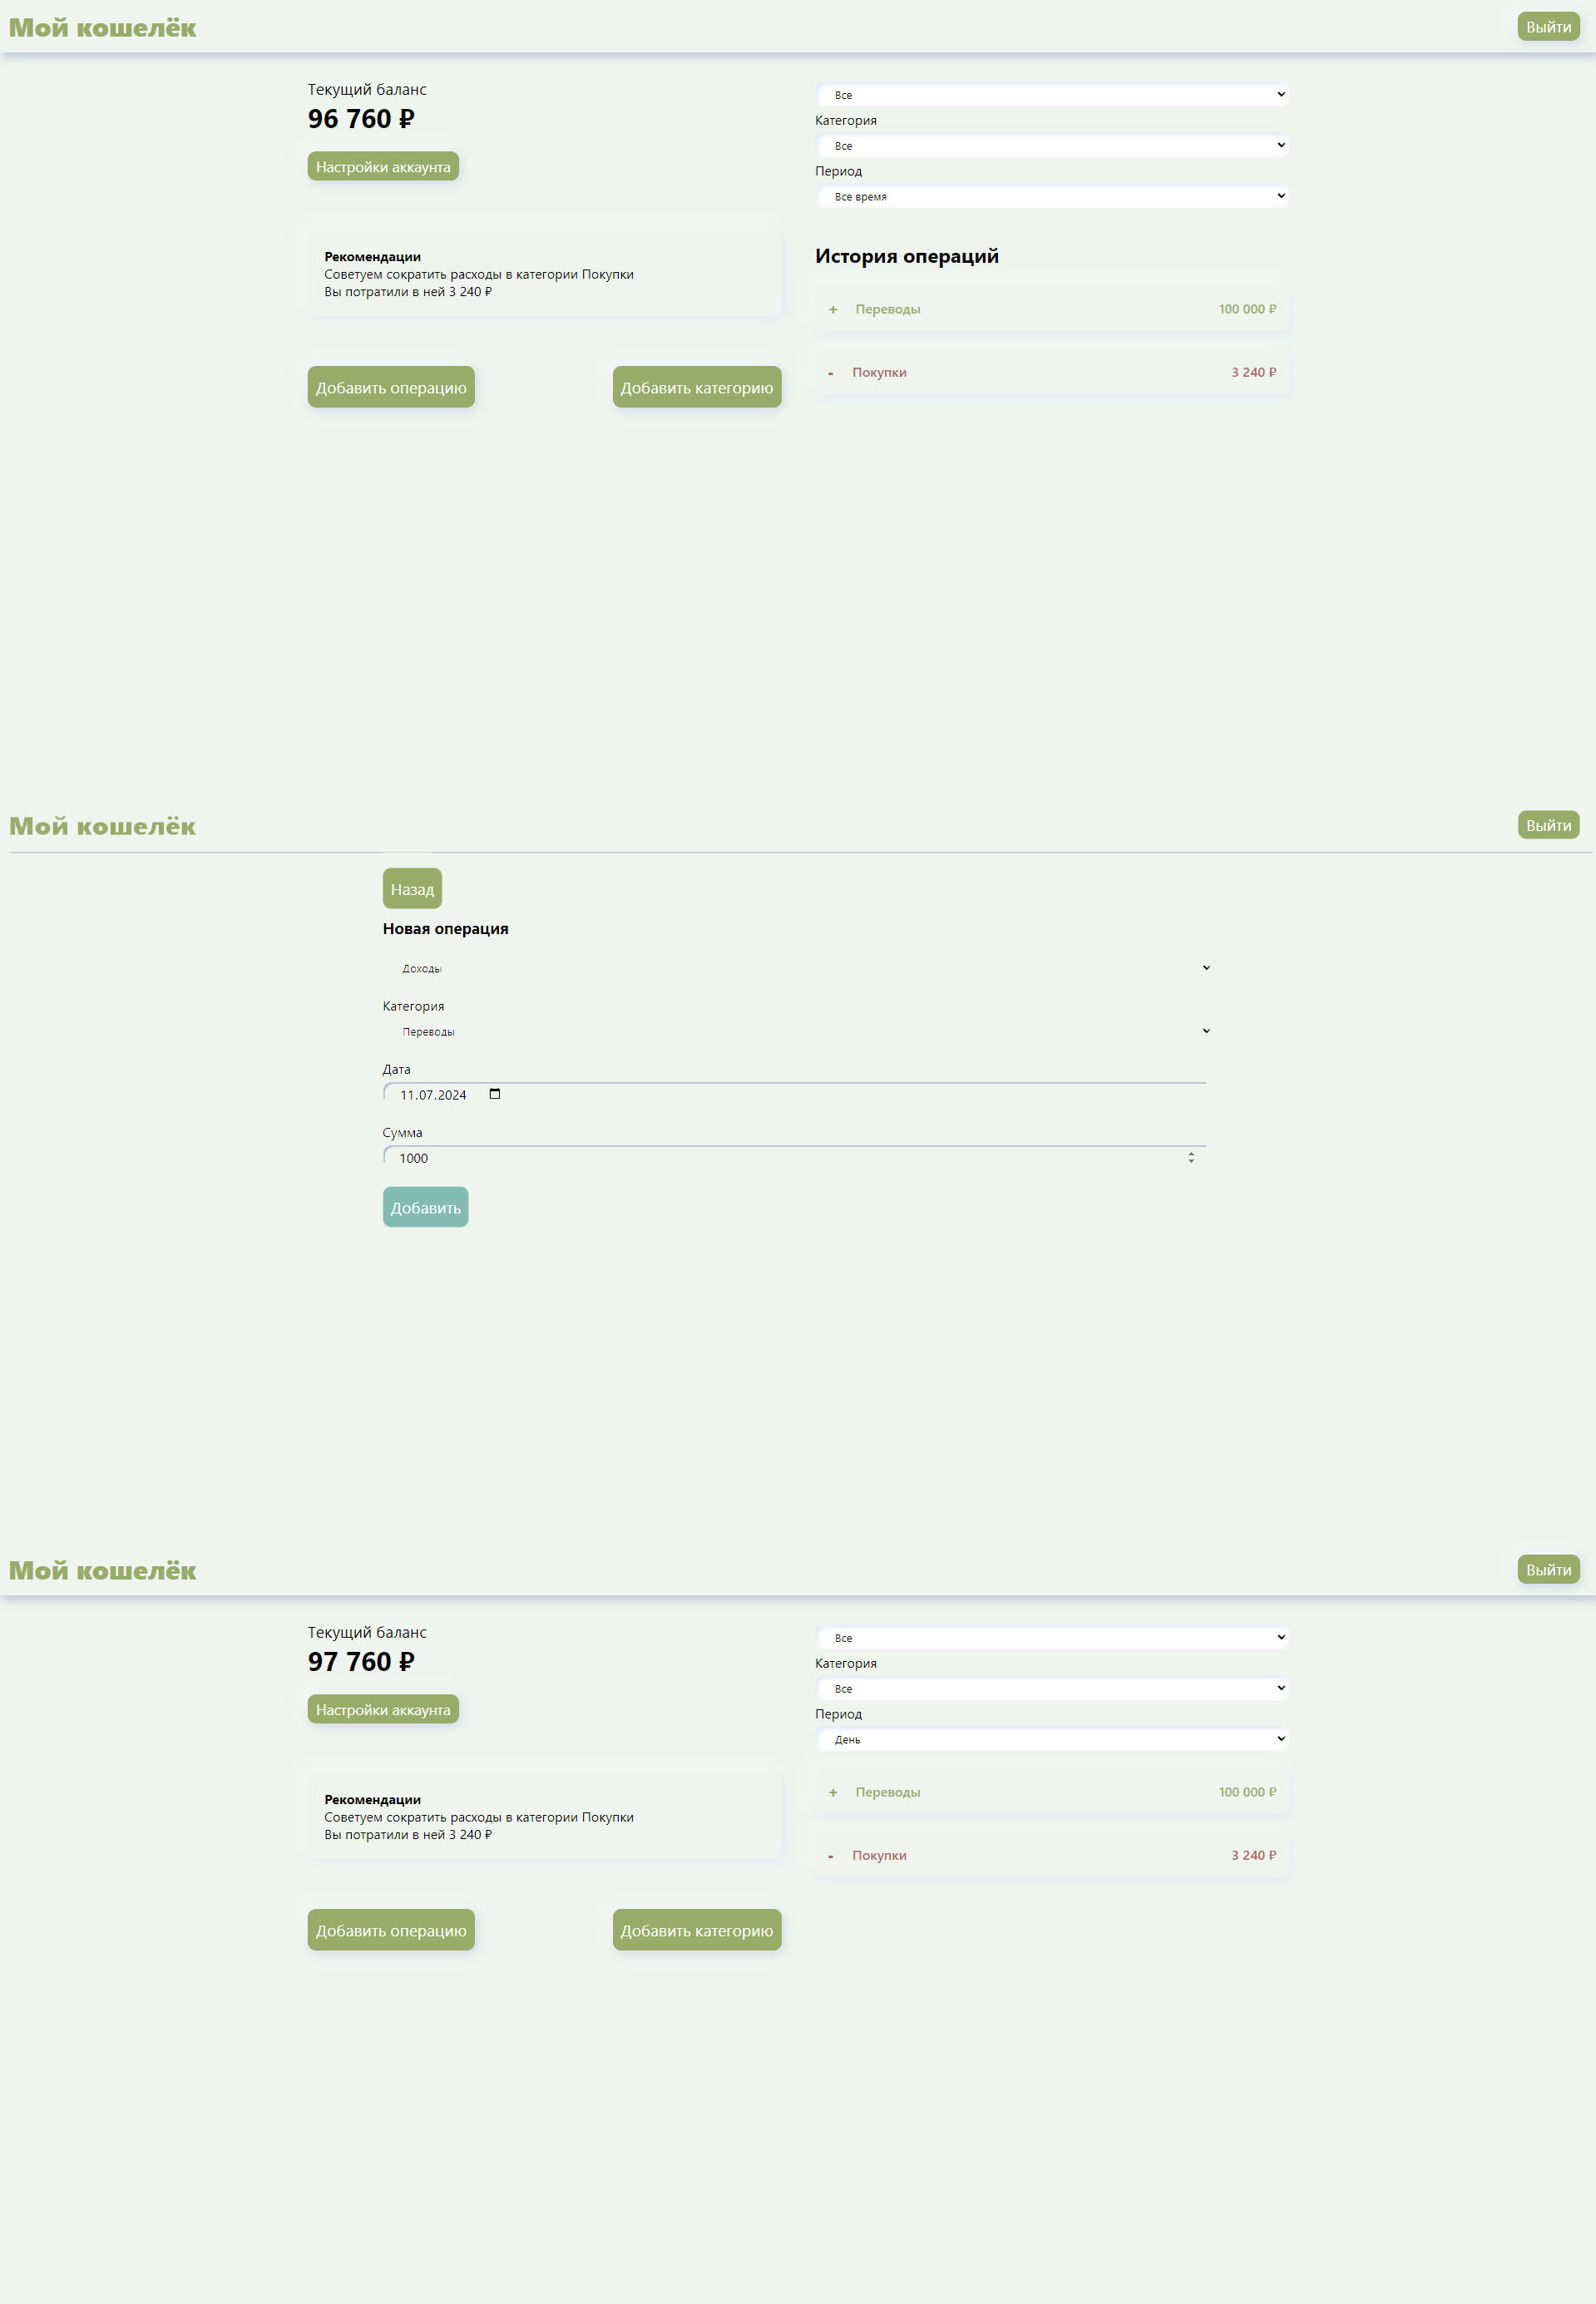 Мой кошелёк
Выйти
Текущий баланс
96 760 ₽
Настройки аккаунта
Рекомендации
Советуем сократить расходы в категории Покупки
Вы потратили в ней 3 240 ₽
Добавить операцию
Добавить категорию
Все
Категория
Все
Период
Все время
История операций
+ Переводы 100 000 ₽
- Покупки 3 240 ₽
Мой кошелёк
Выйти
Назад
Новая операция
Доходы
Категория
Переводы
Дата
11.07.2024
Сумма
1000
Добавить
Мой кошелёк
Выйти
Текущий баланс
97 760 ₽
Настройки аккаунта
Рекомендации
Советуем сократить расходы в категории Покупки
Вы потратили в ней 3 240 ₽
Добавить операцию
Добавить категорию
Все
Категория
Все
Период
День
+ Переводы 100 000 ₽
- Покупки 3 240 ₽